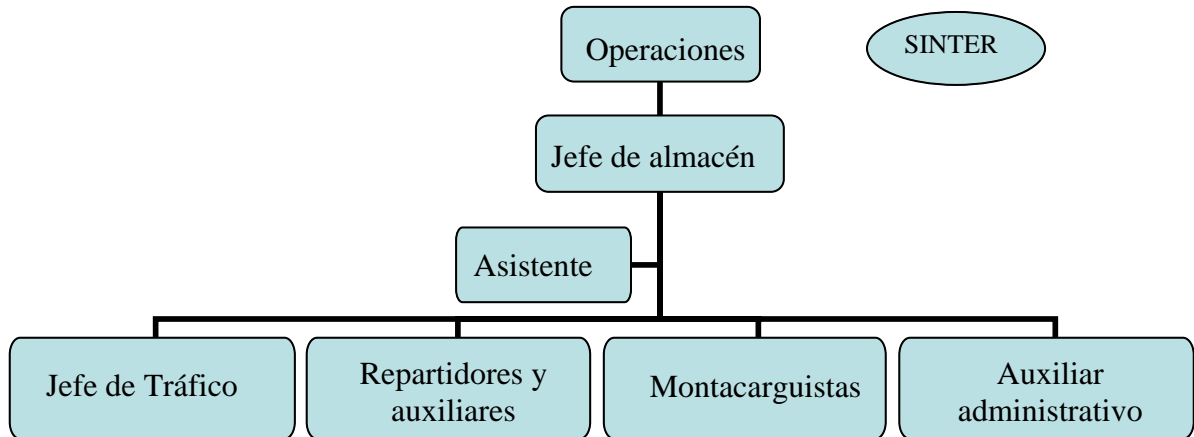 Operaciones
SINTER
Jefe de almacén
Asistente
Jefe de Tráfico
Repartidores y
auxiliares
Montacarguistas
Auxiliar
administrativo